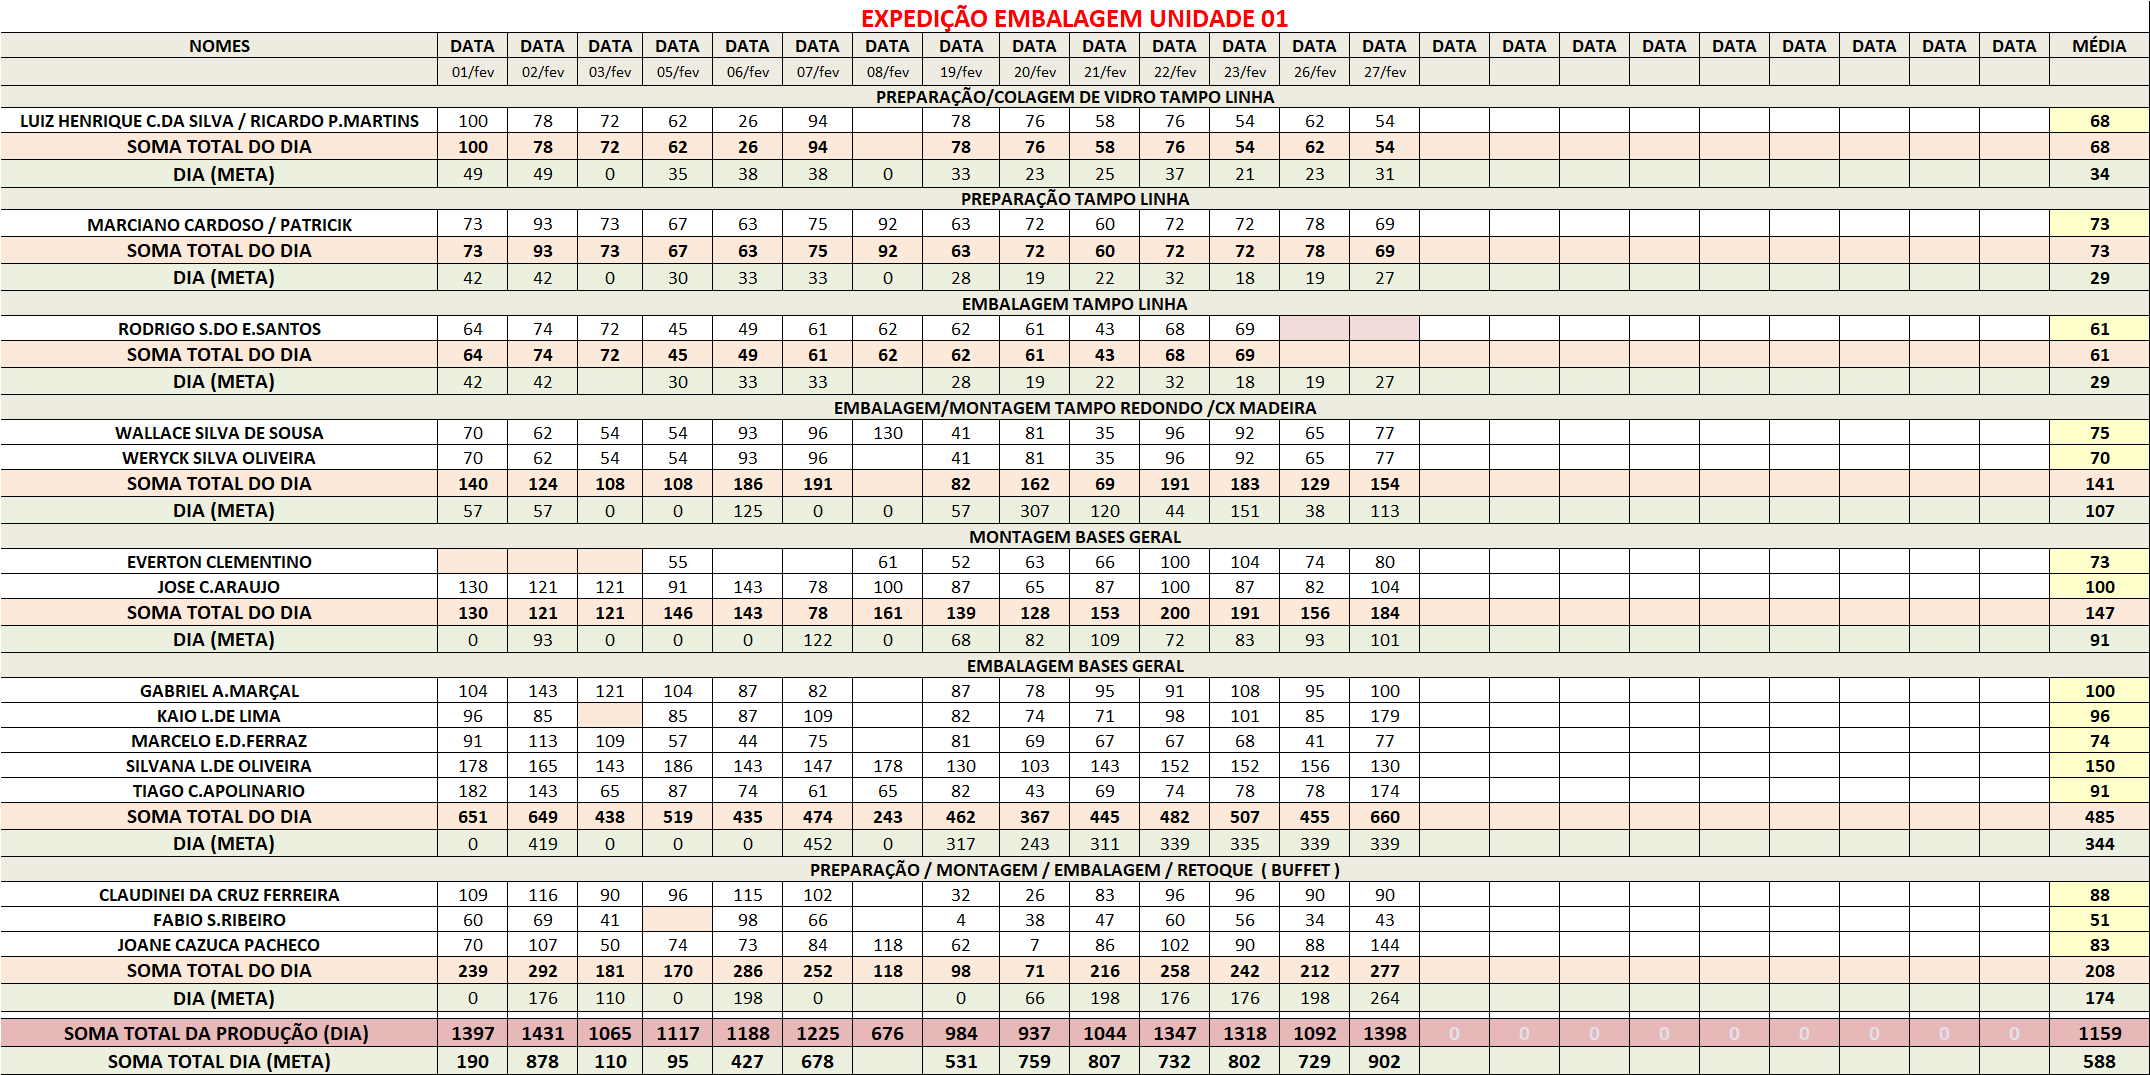 EXPEDIÇÃO EMBALAGEM UNIDADE 01
NOMES DATA DATA DATA DATA DATA DATA DATA DATA DATA DATA DATA DATA DATA DATA DATA DATA DATA DATA DATA DATA DATA DATA DATA MÉDIA
01/fev 02/fev 03/fev 05/fev 06/fev 07/fev 08/fev 19/fev 20/fev 21/fev 22/fev 23/fev 26/fev 27/fev
PREPARAÇÃO/COLAGEM DE VIDRO TAMPO LINHA
LUIZ HENRIQUE C.DA SILVA / RICARDO P.MARTINS 100 78 72 62 26 94 78 76 58 76 54 62 54 68
SOMA TOTAL DO DIA 100 78 72 62 26 94 78 76 58 76 54 62 54 68
DIA (META) 49 49 0 35 38 38 0 33 23 25 37 21 23 31 34
PREPARAÇÃO TAMPO LINHA
MARCIANO CARDOSO / PATRICIK 73 93 73 67 63 75 92 63 72 60 72 72 78 69 73
SOMA TOTAL DO DIA 73 93 73 67 63 75 92 63 72 60 72 72 78 69 73
DIA (META) 42 42 0 30 33 33 0 28 19 22 32 18 19 27 29
EMBALAGEM TAMPO LINHA
RODRIGO S.DO E.SANTOS 64 74 72 45 49 61 62 62 61 43 68 69 61
SOMA TOTAL DO DIA 64 74 72 45 49 61 62 62 61 43 68 69 61
DIA (META) 42 42 30 33 33 28 19 22 32 18 19 27 29
EMBALAGEM/MONTAGEM TAMPO REDONDO /CX MADEIRA
WALLACE SILVA DE SOUSA 70 62 54 54 93 96 130 41 81 35 96 92 65 77 75
WERYCK SILVA OLIVEIRA 70 62 54 54 93 96 41 81 35 96 92 65 77 70
SOMA TOTAL DO DIA 140 124 108 108 186 191 82 162 69 191 183 129 154 141
DIA (META) 57 57 0 0 125 0 0 57 307 120 44 151 38 113 107
MONTAGEM BASES GERAL
EVERTON CLEMENTINO 55 61 52 63 66 100 104 74 80 73
JOSE C.ARAUJO 130 121 121 91 143 78 100 87 65 87 100 87 82 104 100
SOMA TOTAL DO DIA 130 121 121 146 143 78 161 139 128 153 200 191 156 184 147
DIA (META) 0 93 0 0 0 122 0 68 82 109 72 83 93 101 91
EMBALAGEM BASES GERAL
GABRIEL A.MARÇAL 104 143 121 104 87 82 87 78 95 91 108 95 100 100
KAIO L.DE LIMA 96 85 85 87 109 82 74 71 98 101 85 179 96
MARCELO E.D.FERRAZ 91 113 109 57 44 75 81 69 67 67 68 41 77 74
SILVANA L.DE OLIVEIRA 178 165 143 186 143 147 178 130 103 143 152 152 156 130 150
TIAGO C.APOLINARIO 182 143 65 87 74 61 65 82 43 69 74 78 78 174 91
SOMA TOTAL DO DIA 651 649 438 519 435 474 243 462 367 445 482 507 455 660 485
DIA (META) 0 419 0 0 0 452 0 317 243 311 339 335 339 339 344
PREPARAÇÃO / MONTAGEM / EMBALAGEM / RETOQUE ( BUFFET )
CLAUDINEI DA CRUZ FERREIRA 109 116 90 96 115 102 32 26 83 96 96 90 90 88
FABIO S.RIBEIRO 60 69 41 98 66 4 38 47 60 56 34 43 51
JOANE CAZUCA PACHECO 70 107 50 74 73 84 118 62 7 86 102 90 88 144 83
SOMA TOTAL DO DIA 239 292 181 170 286 252 118 98 71 216 258 242 212 277 208
DIA (META) 0 176 110 0 198 0 0 66 198 176 176 198 264 174
SOMA TOTAL DA PRODUÇÃO (DIA) 1397 1431 1065 1117 1188 1225 676 984 937 1044 1347 1318 1092 1398 0 0 0 0 0 0 0 0 0 1159
SOMA TOTAL DIA (META) 190 878 110 95 427 678 531 759 807 732 802 729 902 588